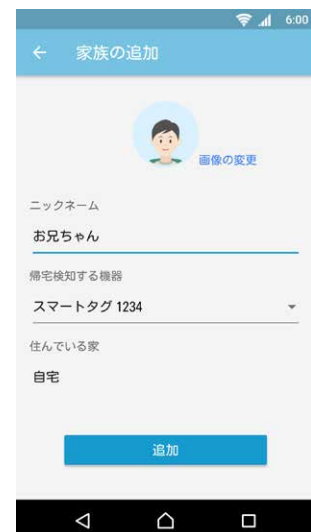 6:00
家族の追加
画像の変更
ニックネーム
お兄ちゃん
帰宅検知する機器
スマートタグ 1234
住んでいる家
自宅
追加